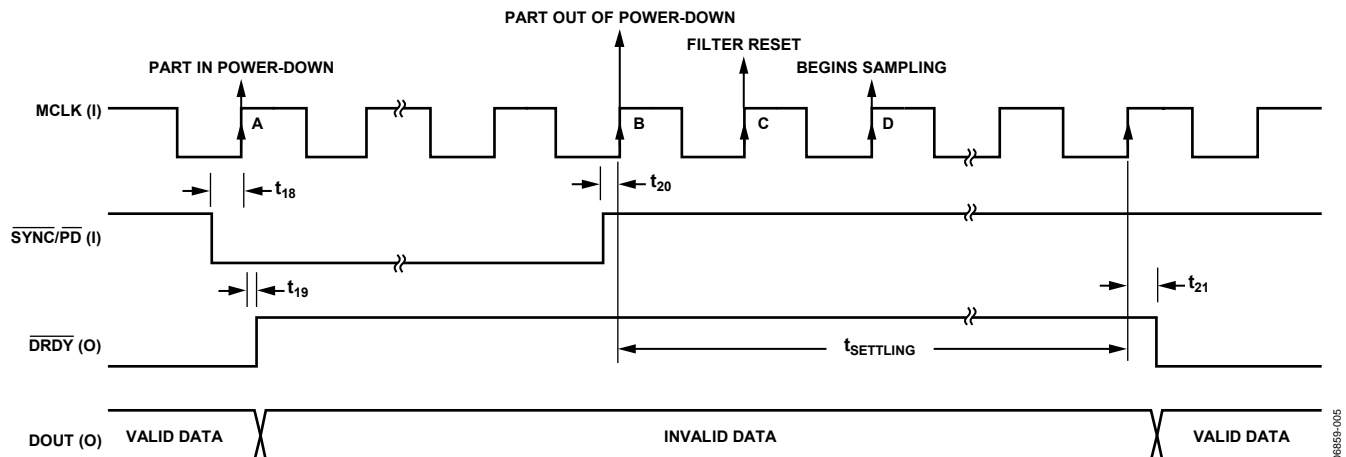 PART OUT OF POWER-DOWN
FILTER RESET
PART IN POWER-DOWN
BEGINS SAMPLING
MCLK (I)
A
B
C
D
t18
t20
SYNC/PD (I)
t19
t21
DRDY (O)
tSETTLING
DOUT (O)
VALID DATA
INVALID DATA
VALID DATA
06859-005